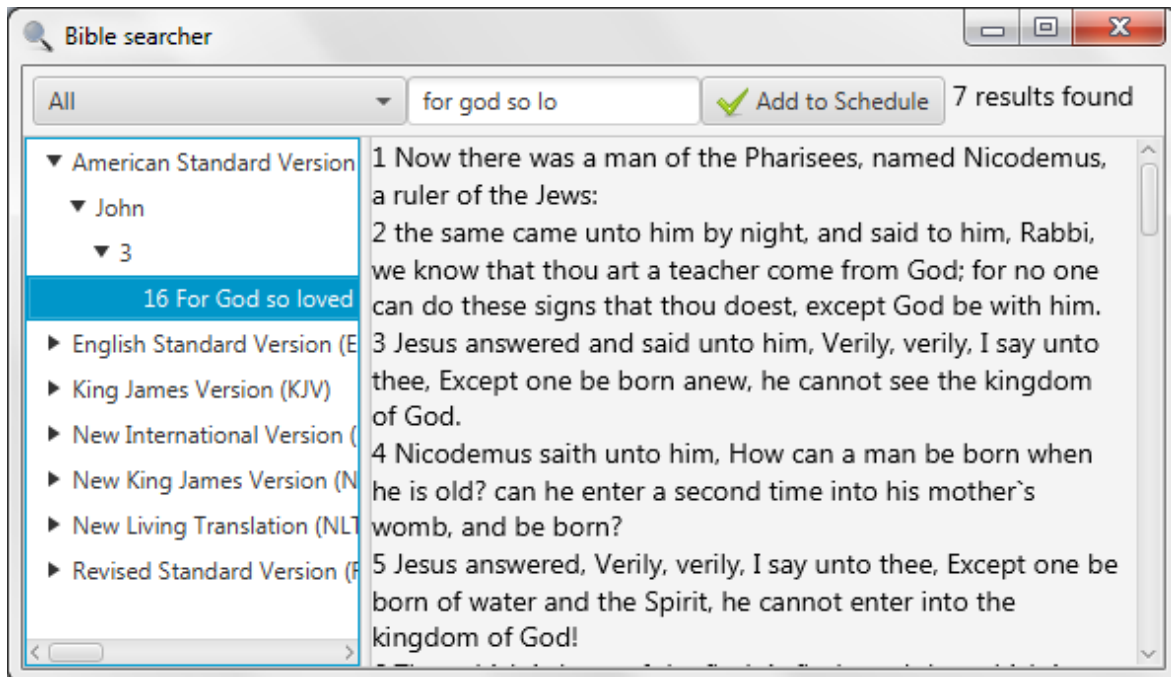 Bible searcher
All
for god so lo
Add to Schedule
7 results found
American Standard Version
John
3
16 For God so loved
English Standard Version (E
King James Version (KJV)
New International Version (
New King James Version (N
New Living Translation (NLT
Revised Standard Version (R
1 Now there was a man of the Pharisees, named Nicodemus,
a ruler of the Jews:
2 the same came unto him by night, and said to him, Rabbi,
we know that thou art a teacher come from God; for no one
can do these signs that thou doest, except God be with him.
3 Jesus answered and said unto him, Verily, verily, I say unto
thee, Except one be born anew, he cannot see the kingdom
of God.
4 Nicodemus saith unto him, How can a man be born when
he is old? can he enter a second time into his mother`s
womb, and be born?
5 Jesus answered, Verily, verily, I say unto thee, Except one be
born of water and the Spirit, he cannot enter into the
kingdom of God!